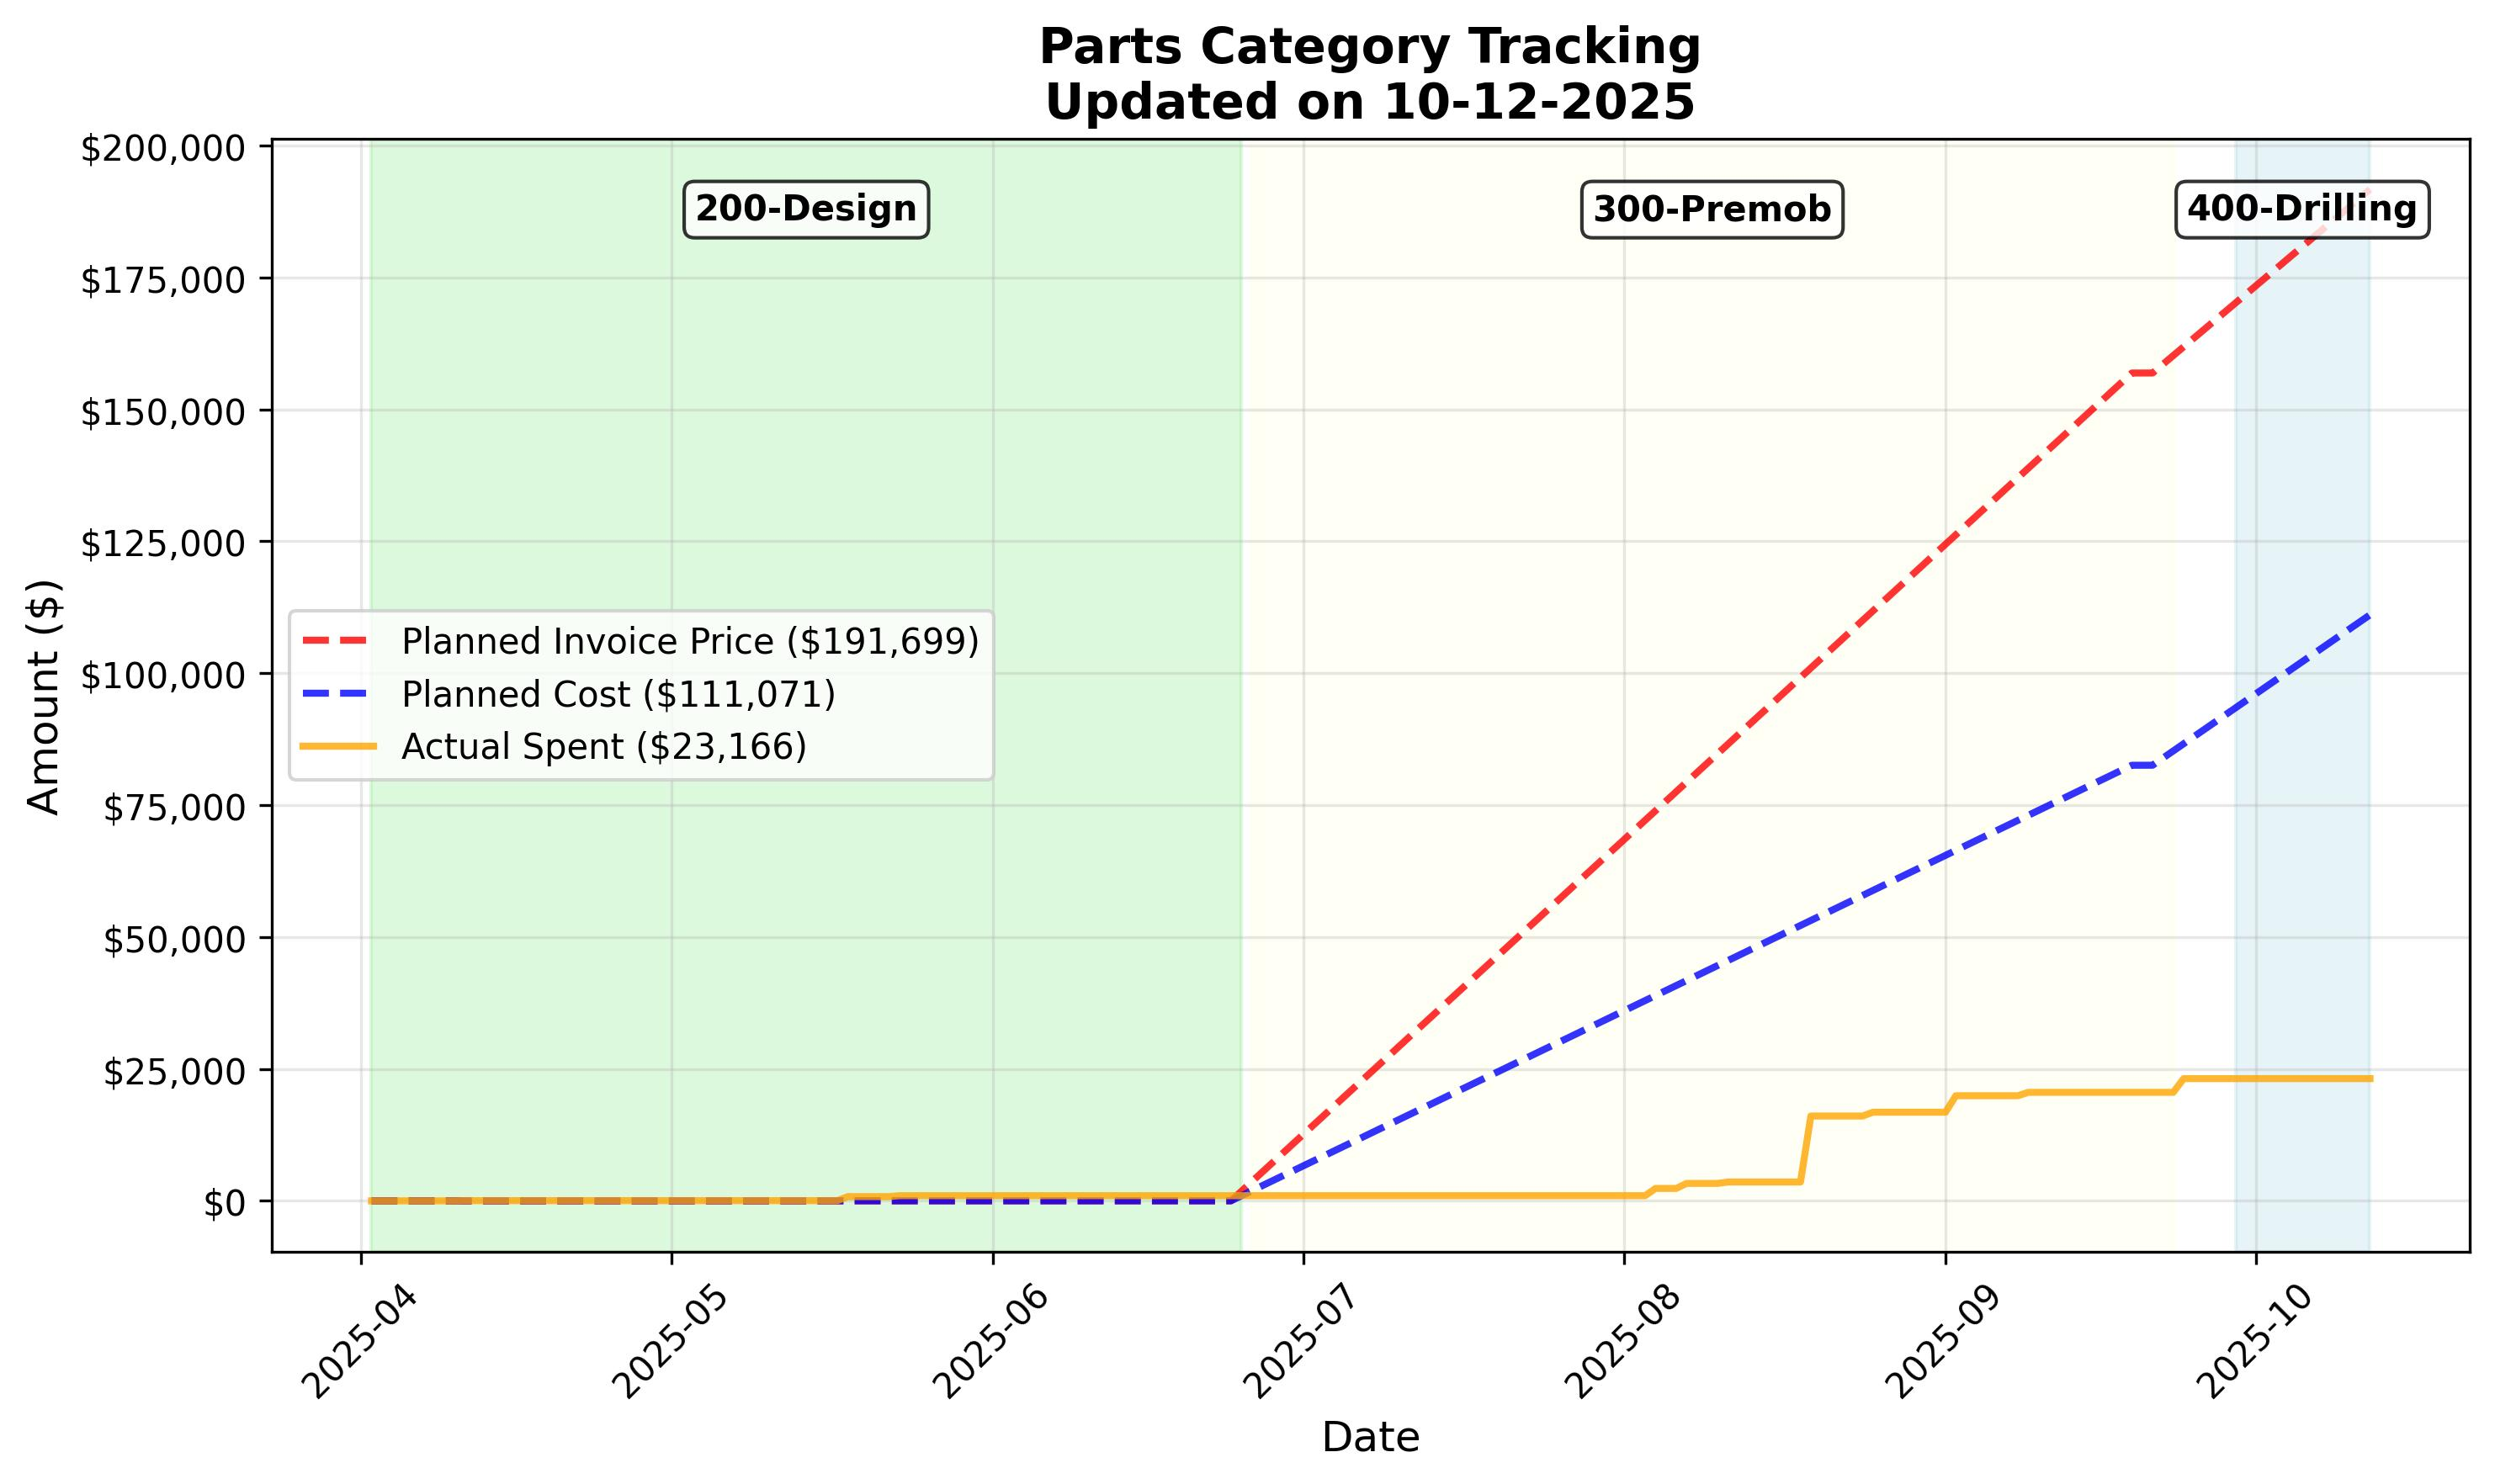 Parts Category Tracking
Updated on 10-12-2025
$200,000
$175,000
$150,000
$125,000
$100,000
$75,000
$50,000
$25,000
$0
Amount ($)
200-Design
300-Premob
400-Drilling
Planned Invoice Price ($191,699)
Planned Cost ($111,071)
Actual Spent ($23,166)
2025-04
2025-05
2025-06
2025-07
2025-08
2025-09
2025-10
Date